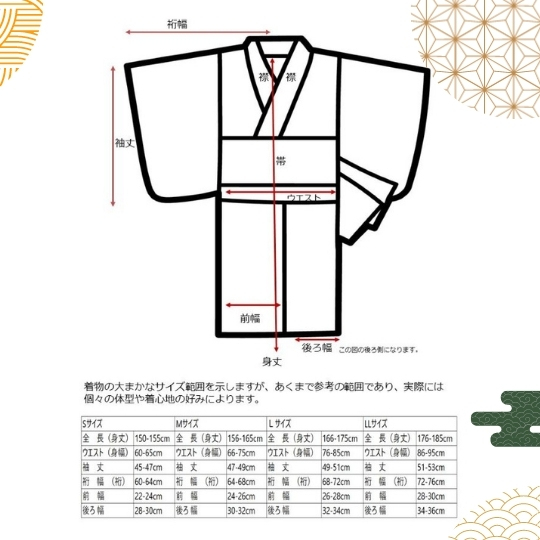 裄幅
襟 襟
袖丈
帯
ウエスト
前幅
後ろ幅 この図の後ろ側になります。
身丈
着物の大まかなサイズ範囲を示しますが、あくまで参考の範囲であり、実際には
個々の体型や着心地の好みによります。
Sサイズ Mサイズ Lサイズ LLサイズ
全 長（身丈） 150-155cm 全 長（身丈） 156-165cm 全 長（身丈） 166-175cm 全 長（身丈） 176-185cm
ウエスト（身幅） 60-65cm ウエスト（身幅） 66-75cm ウエスト（身幅） 76-85cm ウエスト（身幅） 86-95cm
袖 丈 45-47cm 袖 丈 47-49cm 袖 丈 49-51cm 袖 丈 51-53cm
裄 幅（裄） 60-64cm 裄 幅（裄） 64-68cm 裄 幅（裄） 68-72cm 裄 幅（裄） 72-76cm
前 幅 22-24cm 前 幅 24-26cm 前 幅 26-28cm 前 幅 28-30cm
後ろ幅 28-30cm 後ろ幅 30-32cm 後ろ幅 32-34cm 後ろ幅 34-36cm